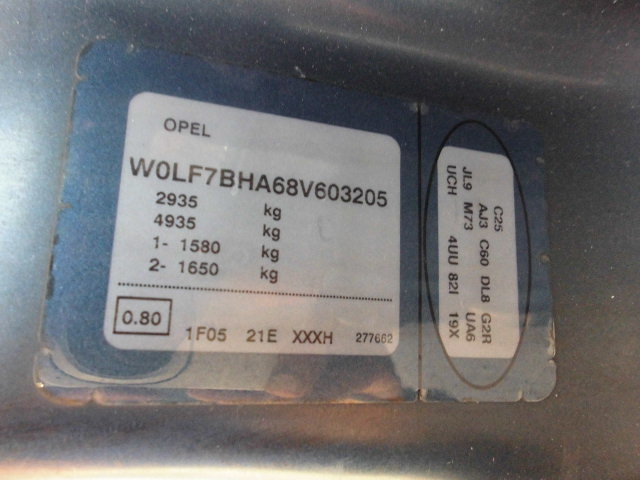 OPEL
W0LF7BHA68V603205
2935 kg
4935 kg
1- 1580 kg
2- 1650 kg
0.80 1F05 21E XXXH 277662
C25
AJ3 C60 DL8 G2R
JL9 M73 4UU 82I UA6
UCH 19X